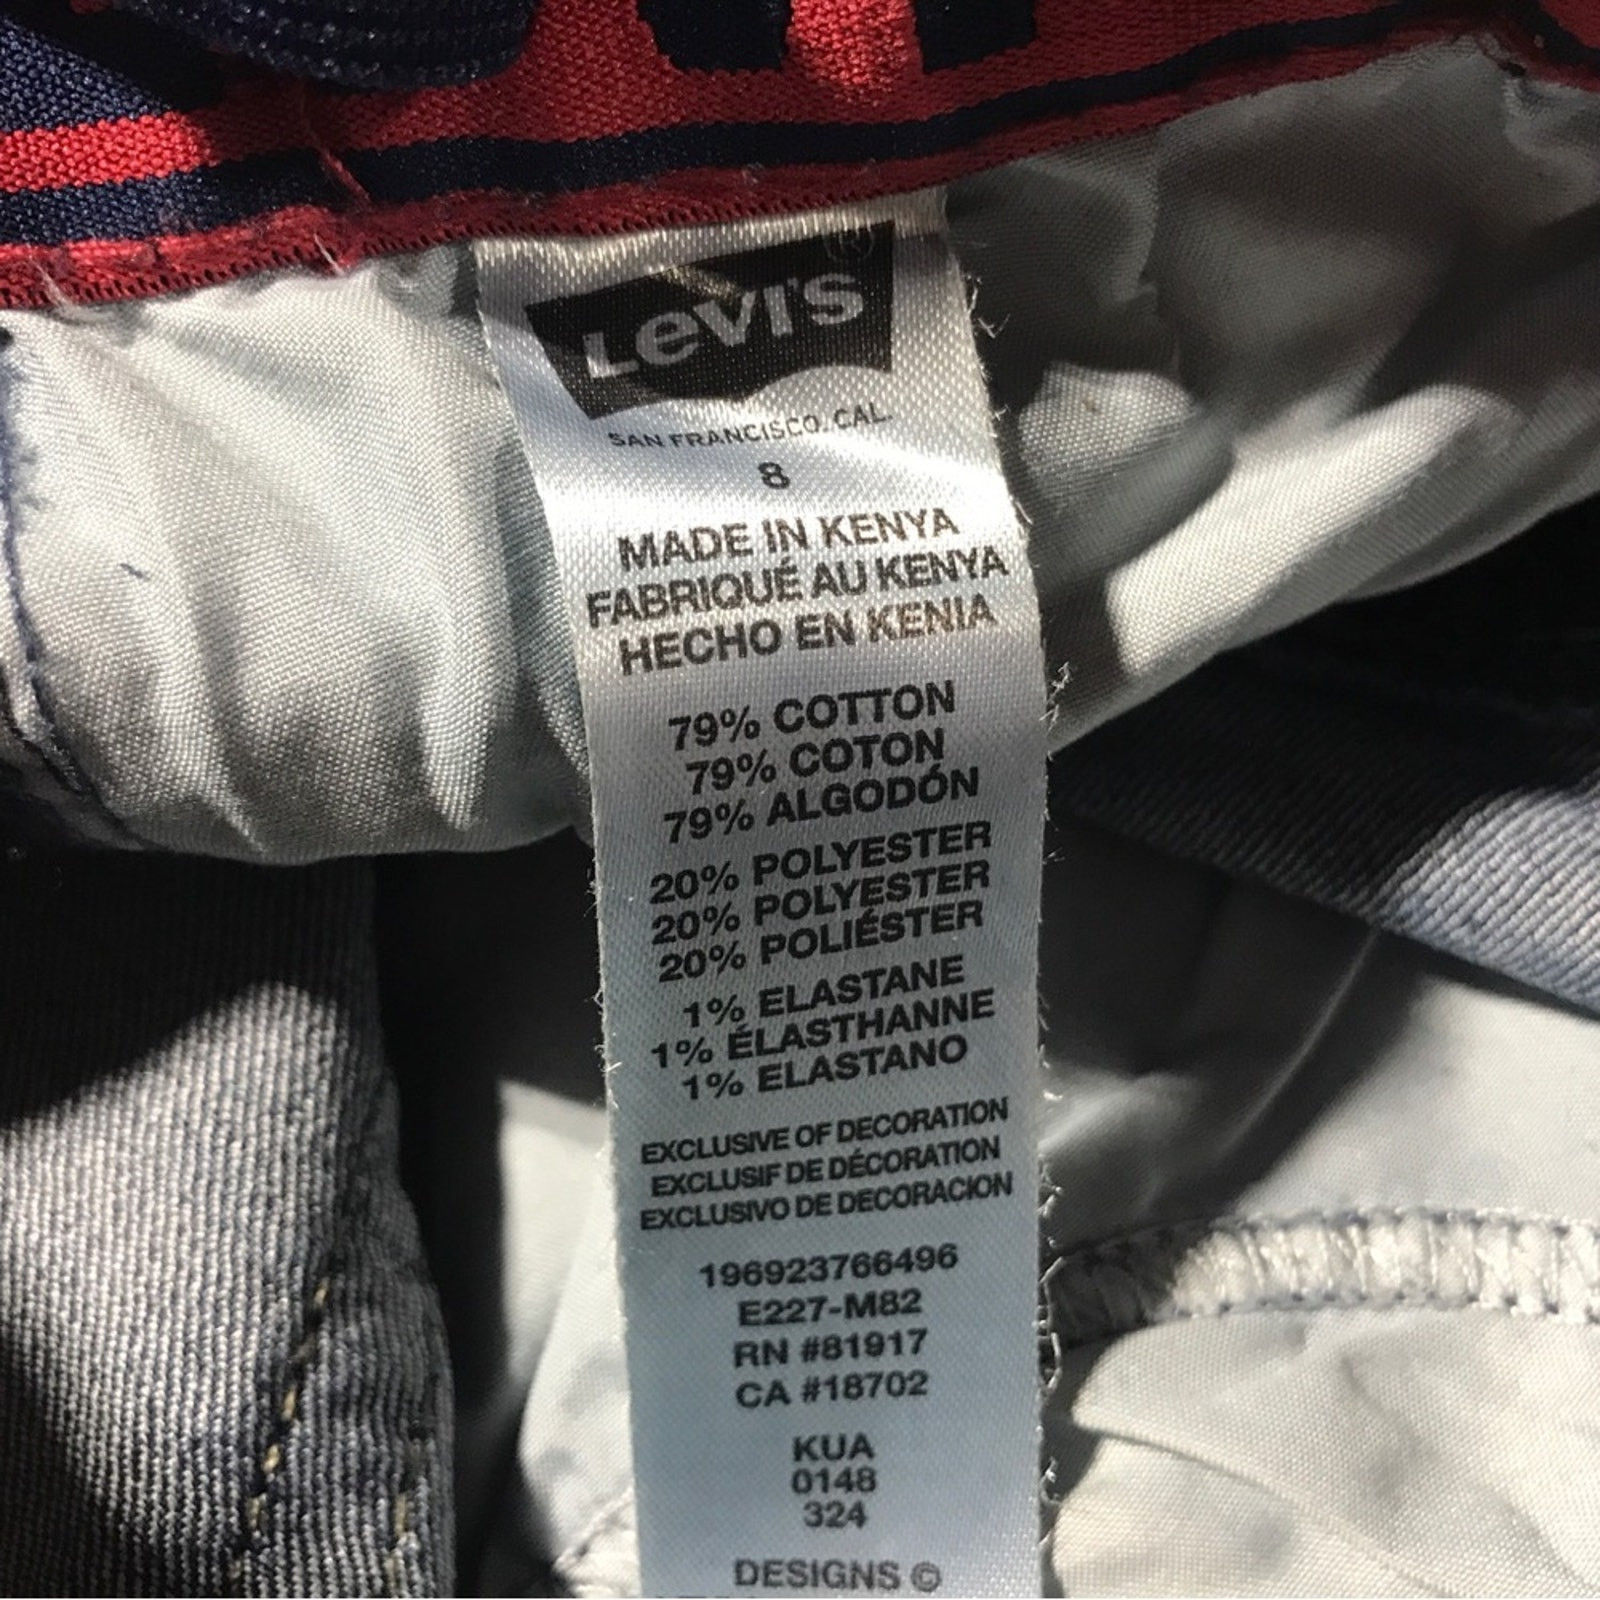 LEVI'S ®
SAN FRANCISCO. CAL.
8
MADE IN KENYA
FABRIQUÉ AU KENYA
HECHO EN KENIA
79% COTTON
79% COTON
79% ALGODÓN
20% POLYESTER
20% POLYESTER
20% POLIÉSTER
1% ELASTANE
1% ÉLASTHANNE
1% ELASTANO
EXCLUSIVE OF DECORATION
EXCLUSIF DE DÉCORATION
EXCLUSIVO DE DECORACION
196923766496
E227-M82
RN #81917
CA #18702
KUA
0148
324
DESIGNS ©